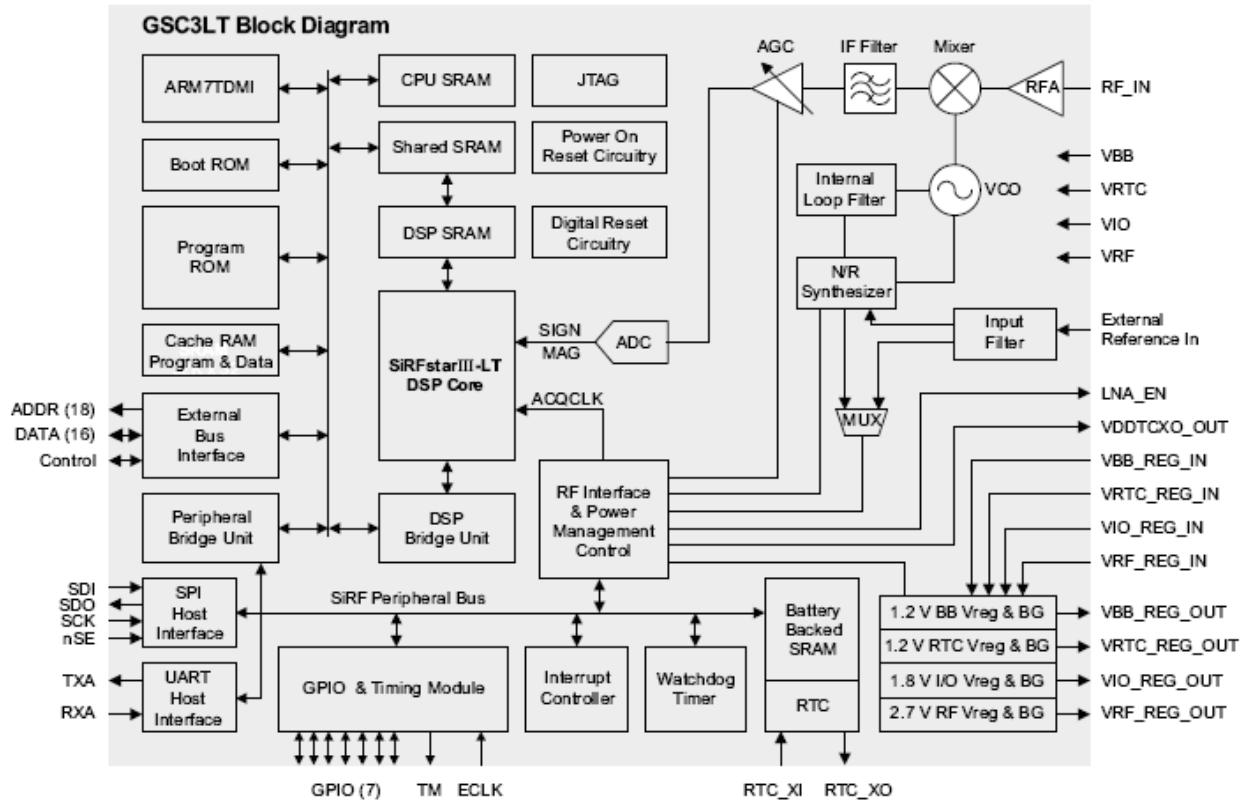 GSC3LT Block Diagram
ARM7TDMI
Boot ROM
Program
ROM
Cache RAM
Program & Data
External
Bus
Interface
Peripheral
Bridge Unit
CPU SRAM
Shared SRAM
DSP SRAM
SiRFstarIII-LT
DSP Core
DSP
Bridge Unit
JTAG
Power On
Reset Circuitry
Digital Reset
Circuitry
SIGN
MAG
ADC
ACQCLK
AGC
IF Filter
Mixer
RFA
RF_IN
Internal
Loop Filter
VCO
N/R
Synthesizer
Input
Filter
MUX
RF Interface
& Power
Management
Control
VBB
VRTC
VIO
VRF
External
Reference In
LNA_EN
VDDTCXO_OUT
VBB_REG_IN
VRTC_REG_IN
VIO_REG_IN
VRF_REG_IN
ADDR (18)
DATA (16)
Control
SDI
SDO
SCK
nSE
SPI
Host
Interface
TXA
RXA
UART
Host
Interface
SiRF Peripheral Bus
GPIO & Timing Module
Interrupt
Controller
Watchdog
Timer
Battery
Backed
SRAM
RTC
1.2 V BB Vreg & BG
1.2 V RTC Vreg & BG
1.8 V I/O Vreg & BG
2.7 V RF Vreg & BG
VBB_REG_OUT
VRTC_REG_OUT
VIO_REG_OUT
VRF_REG_OUT
GPIO (7)
TM
ECLK
RTC_XI
RTC_XO